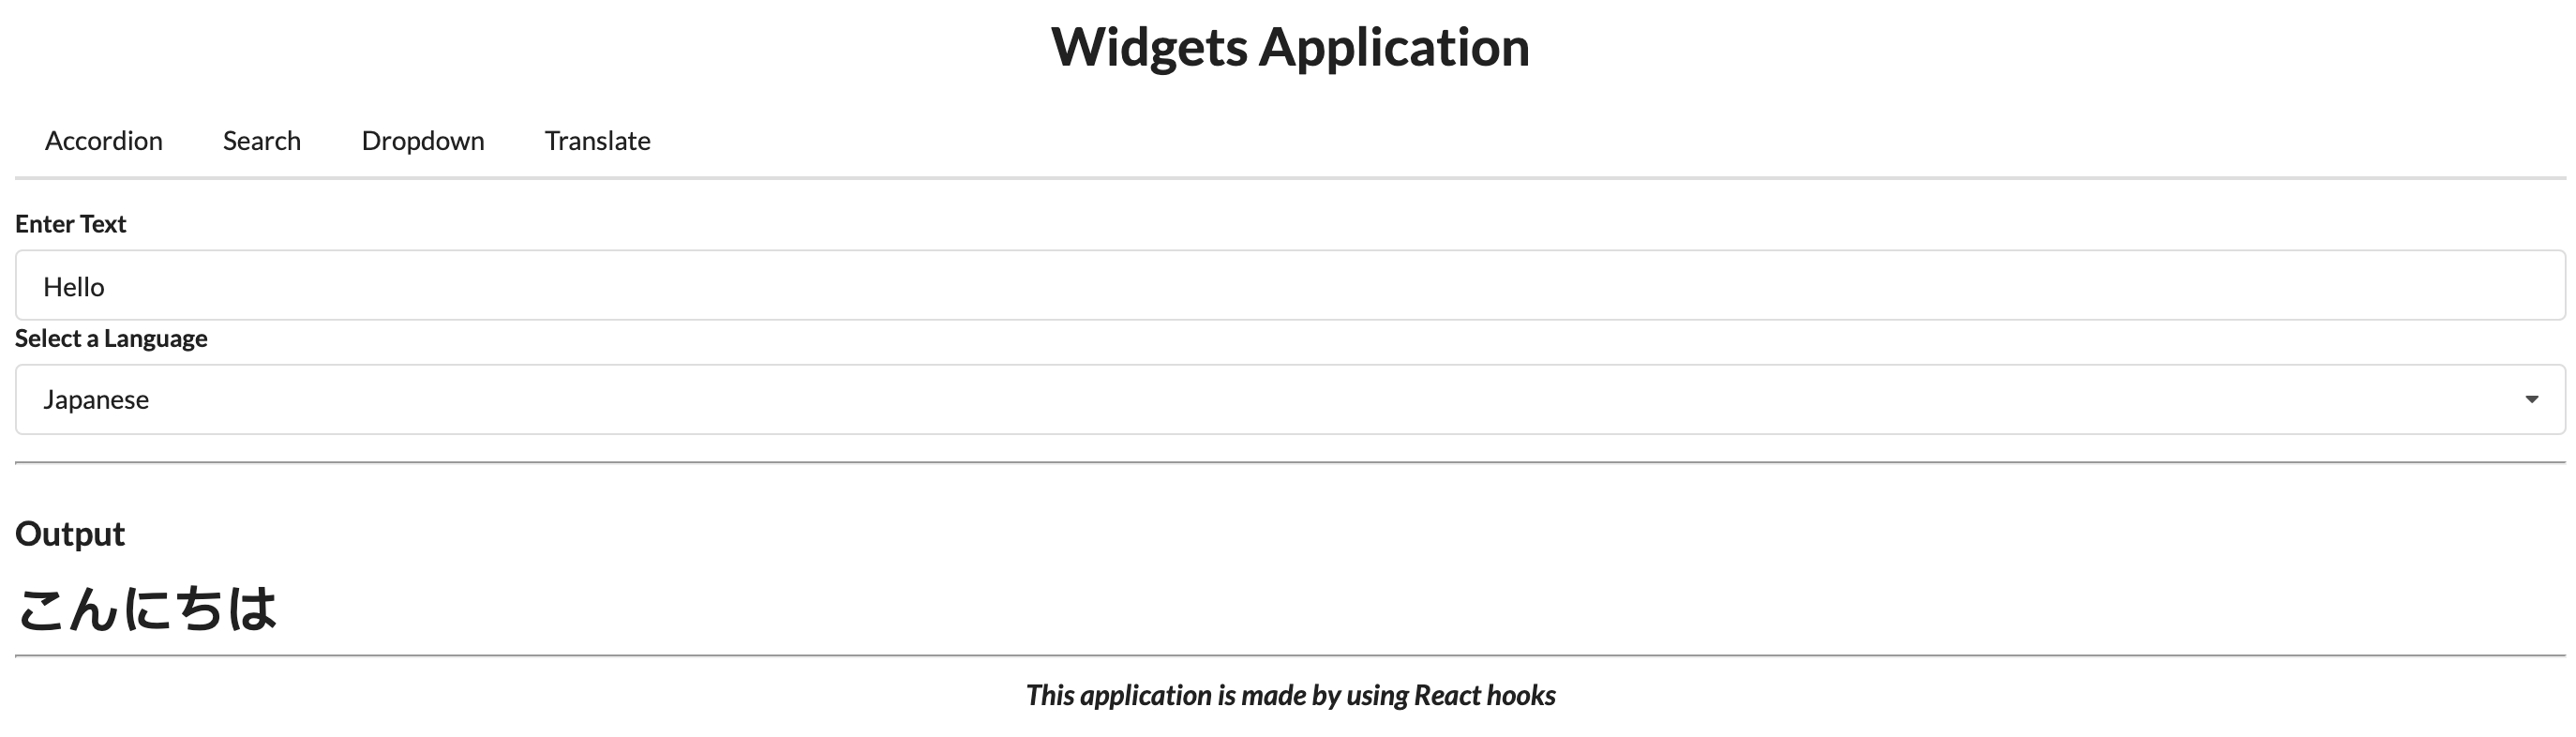 Widgets Application
Accordion Search Dropdown Translate
Enter Text
Hello
Select a Language
Japanese
Output
こんにちは
This application is made by using React hooks